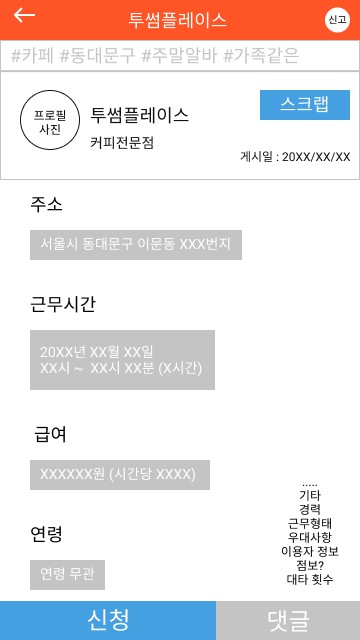 투썸플레이스
신고
#카페 #동대문구 #주말알바 #가족같은
프로필
사진
투썸플레이스
커피전문점
스크랩
게시일 : 20XX/XX/XX
주소
서울시 동대문구 이문동 XXX번지
근무시간
20XX년 XX월 XX일
XX시 ~ XX시 XX분 (X시간)
급여
XXXXXX원 (시간당 XXXX)
연령
연령 무관
.....
기타
경력
근무형태
우대사항
이용자 정보
점보?
대타 횟수
신청
댓글